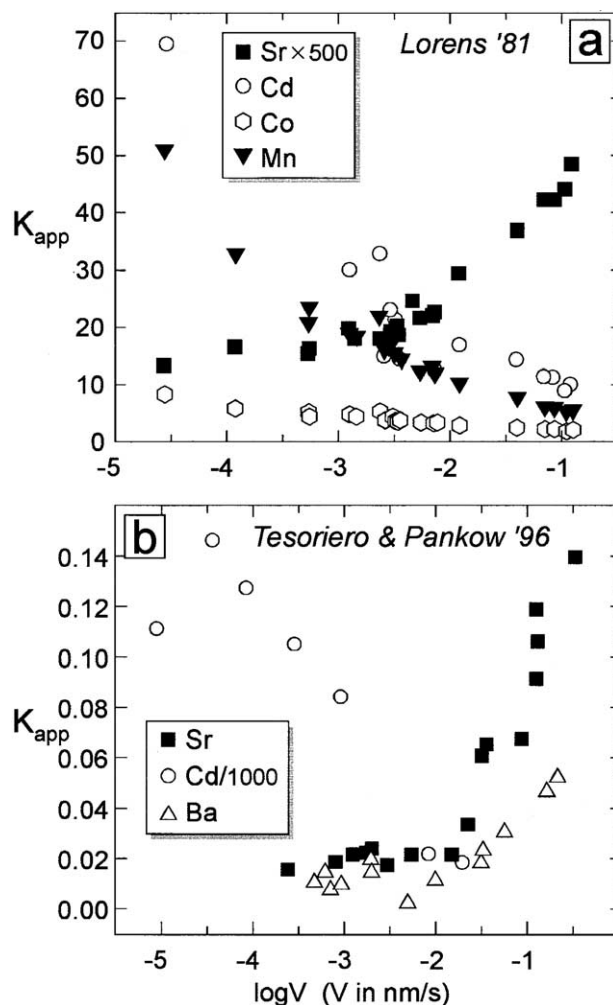 Lorens '81
a
Sr×500
Cd
Co
Mn
70
60
50
40
30
20
10
0
K_app
-5 -4 -3 -2 -1
b
Tesoriero & Pankow '96
0.14
0.12
0.10
0.08
0.06
0.04
0.02
0.00
K_app
Sr
Cd/1000
Ba
-5 -4 -3 -2 -1
logV (V in nm/s)